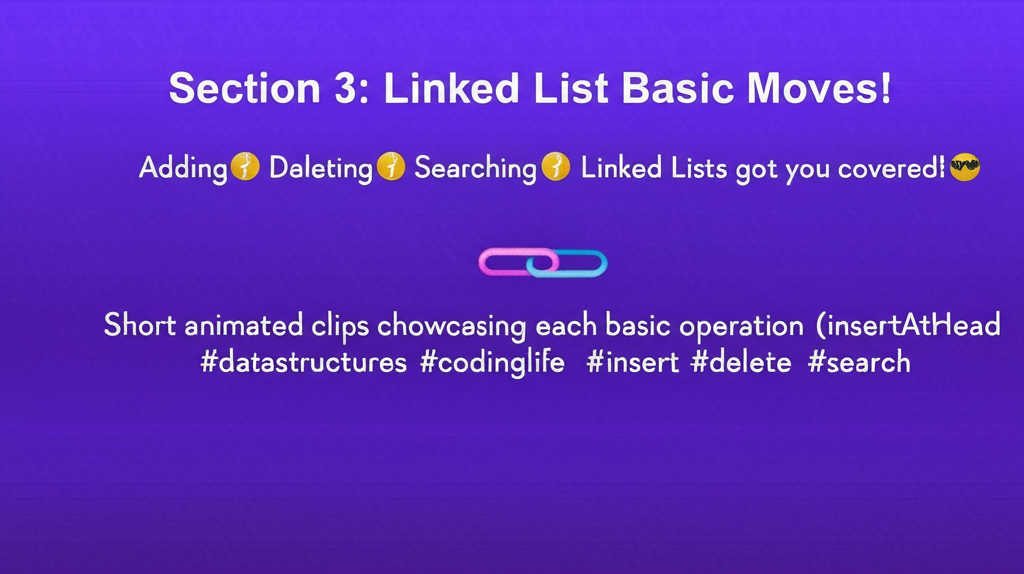 Section 3: Linked List Basic Moves!
Adding Daleting Searching Linked Lists got you covered!
Short animated clips chowcasing each basic operation (insertAtHead
#datastructures #codinglife #insert #delete #search